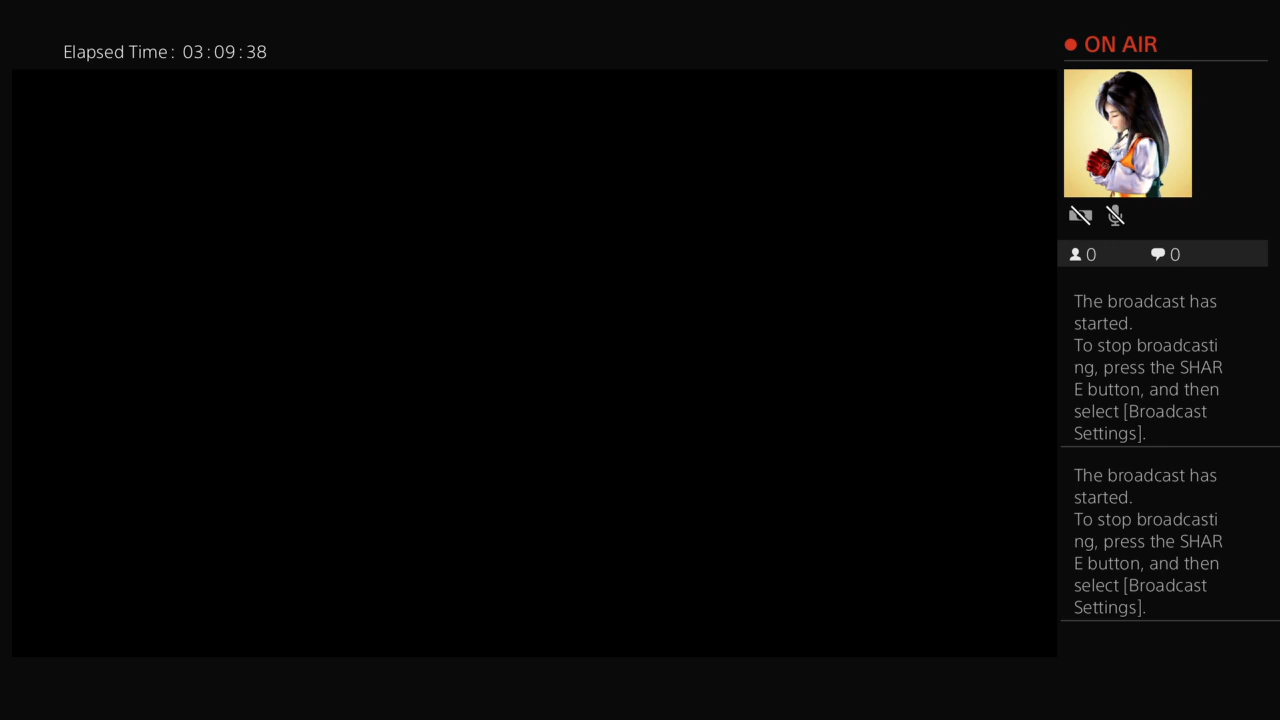 Elapsed Time: 03:09:38
ON AIR
0 0
The broadcast has
started.
To stop broadcasti
ng, press the SHAR
E button, and then
select [Broadcast
Settings].
The broadcast has
started.
To stop broadcasti
ng, press the SHAR
E button, and then
select [Broadcast
Settings].